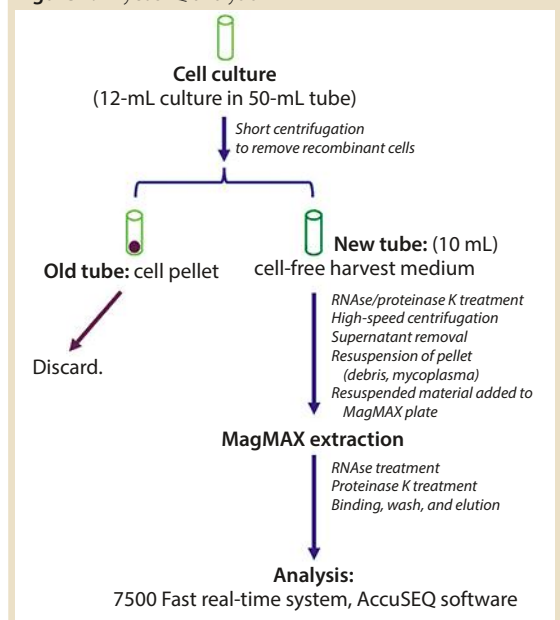 Cell culture
(12-mL culture in 50-mL tube)
Short centrifugation
to remove recombinant cells
Old tube: cell pellet
New tube: (10 mL)
cell-free harvest medium
Discard.
RNAse/proteinase K treatment
High-speed centrifugation
Supernatant removal
Resuspension of pellet
(debris, mycoplasma)
Resuspended material added to
MagMAX plate
MagMAX extraction
RNAse treatment
Proteinase K treatment
Binding, wash, and elution
Analysis:
7500 Fast real-time system, AccuSEQ software